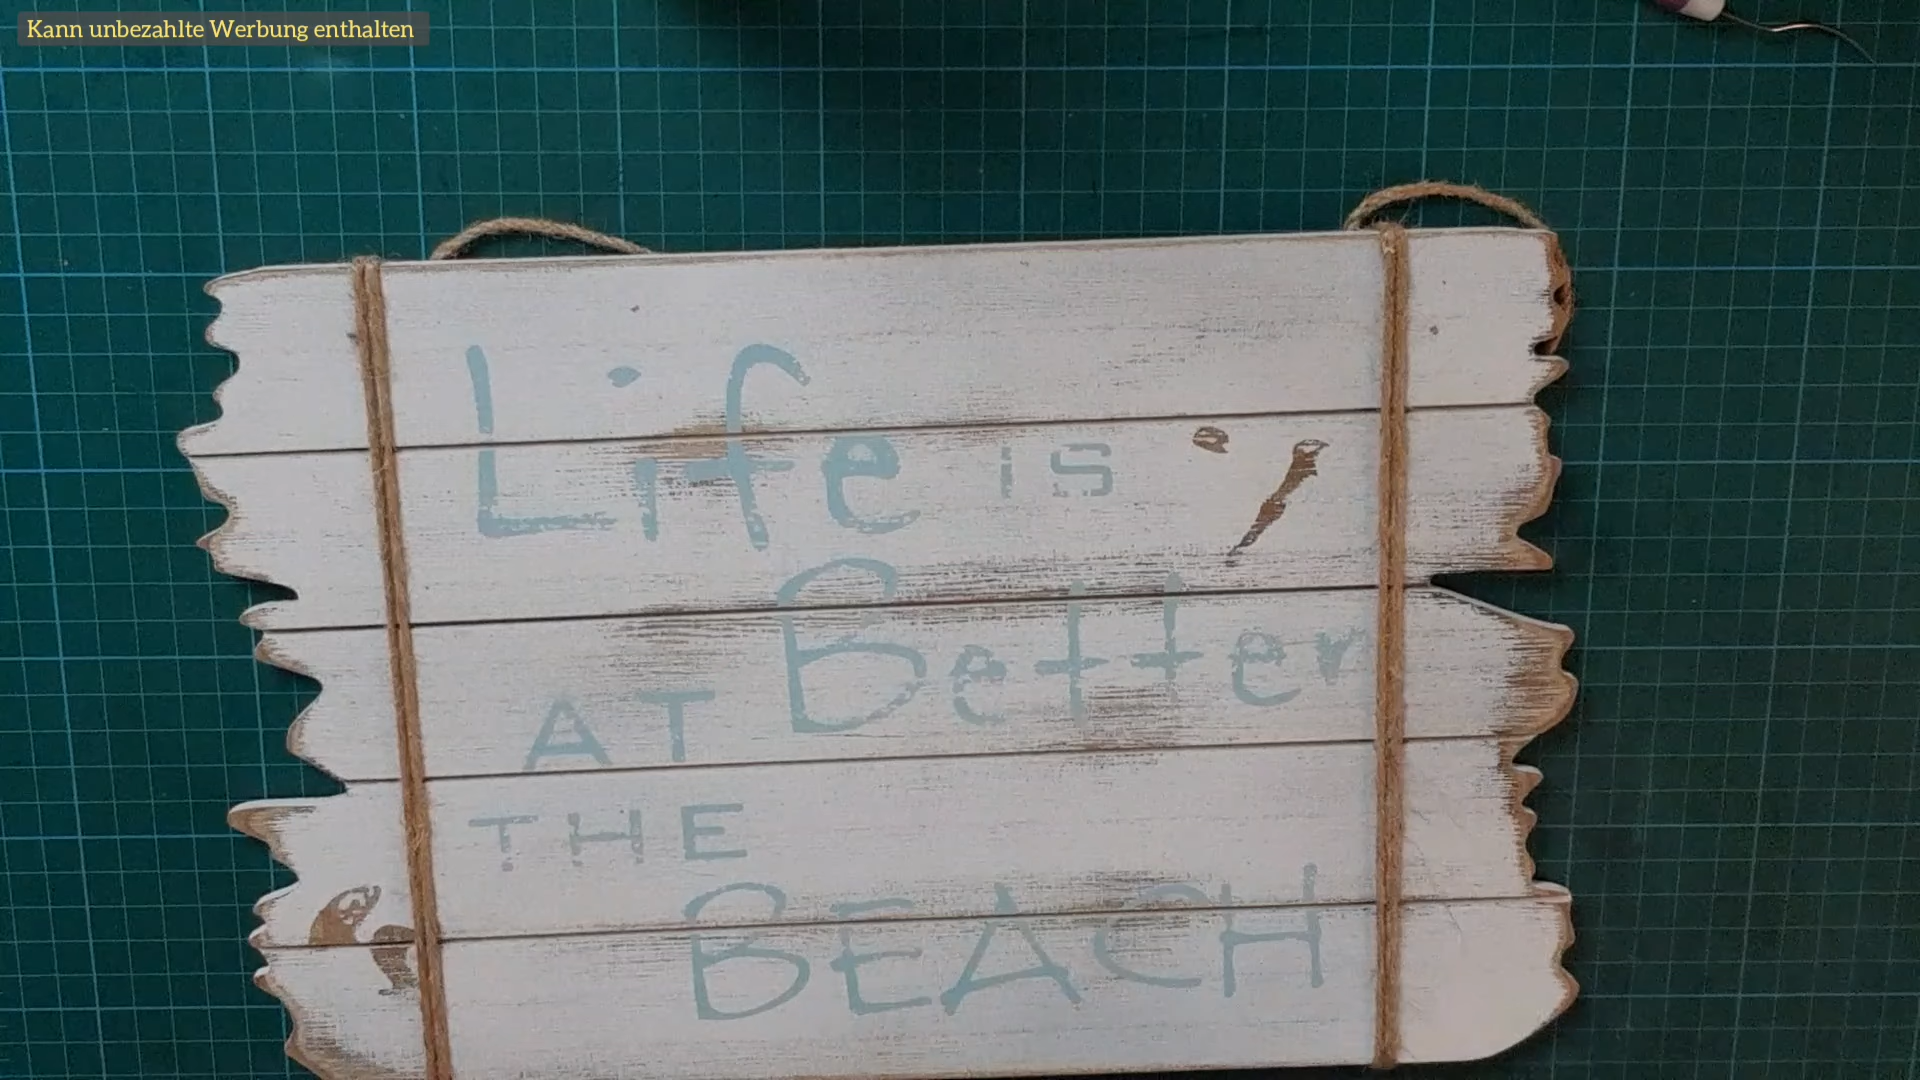 Kann unbezahlte Werbung enthalten
Life is
Better
AT
THE
BEACH